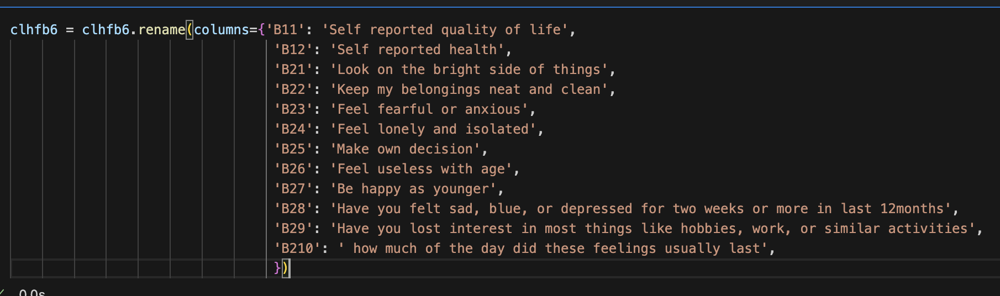 clhfb6 = clhfb6.rename(columns={'B11': 'Self reported quality of life',
'B12': 'Self reported health',
'B21': 'Look on the bright side of things',
'B22': 'Keep my belongings neat and clean',
'B23': 'Feel fearful or anxious',
'B24': 'Feel lonely and isolated',
'B25': 'Make own decision',
'B26': 'Feel useless with age',
'B27': 'Be happy as younger',
'B28': 'Have you felt sad, blue, or depressed for two weeks or more in last 12months',
'B29': 'Have you lost interest in most things like hobbies, work, or similar activities',
'B210': ' how much of the day did these feelings usually last',
})
0.0s